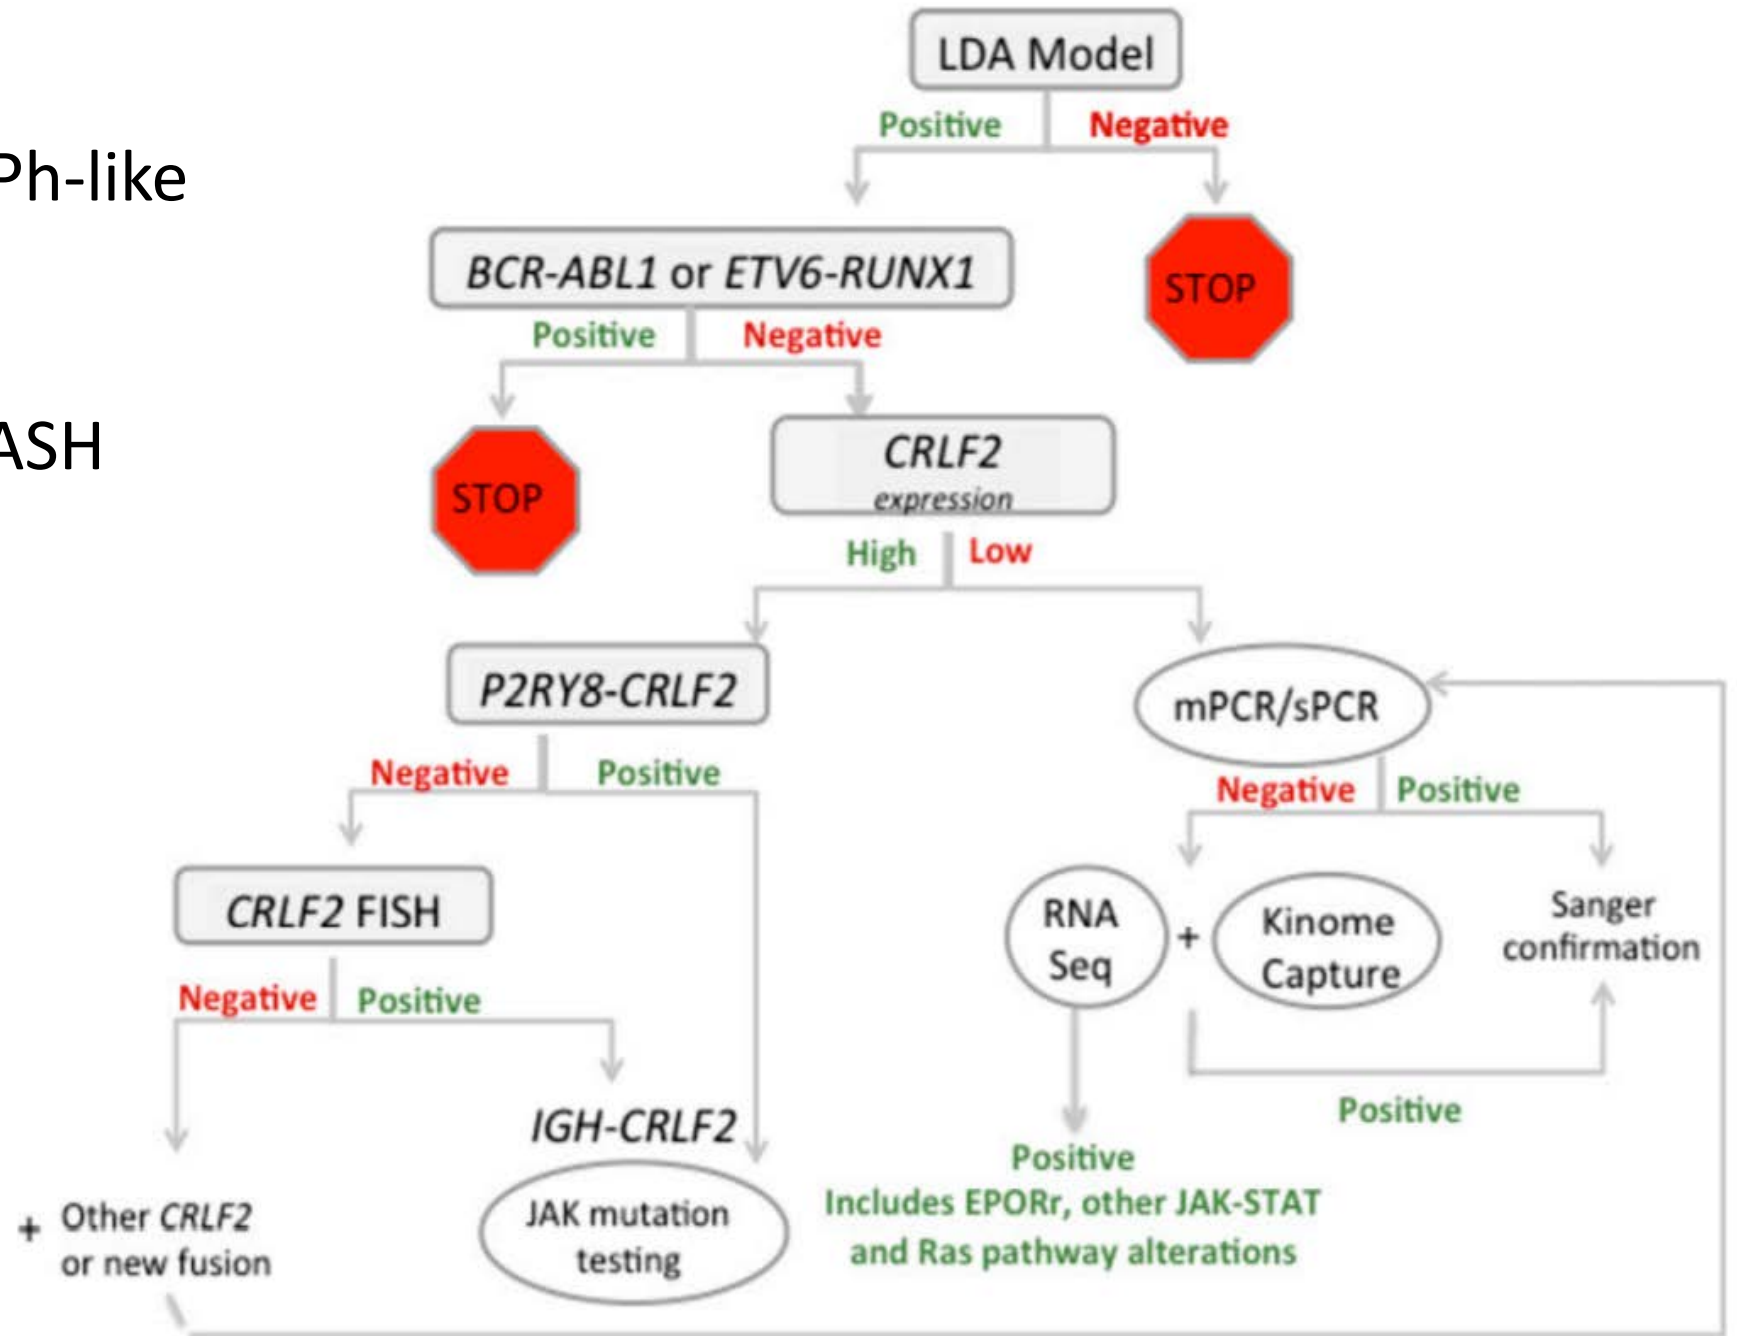 LDA Model
Positive
Negative
Ph-like
BCR-ABL1 or ETV6-RUNX1
STOP
Positive
Negative
ASH
CRLF2
expression
STOP
High
Low
P2RY8-CRLF2
mPCR/sPCR
Negative
Positive
Negative
Positive
CRLF2 FISH
RNA
Seq
+
Kinome
Capture
Sanger
confirmation
Negative
Positive
IGH-CRLF2
Positive
Positive
Includes EPORr, other JAK-STAT
and Ras pathway alterations
+ Other CRLF2
or new fusion
JAK mutation
testing